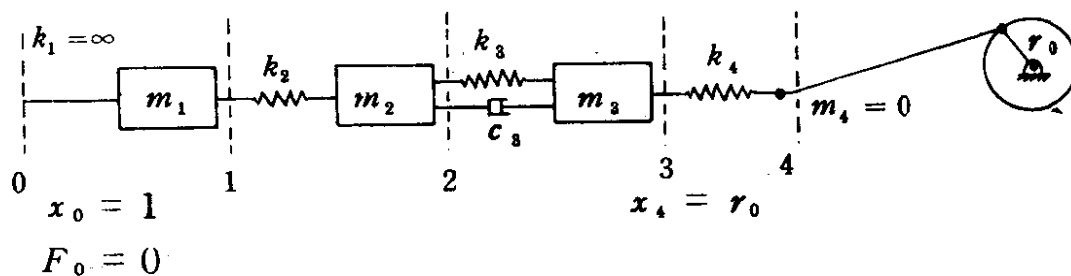 k₁ = ∞
k₂
k₃
k₄
r₀
m₁
m₂
m₃
m₄ = 0
c₃
0 1 2 3 4
x₀ = 1
x₄ = r₀
F₀ = 0